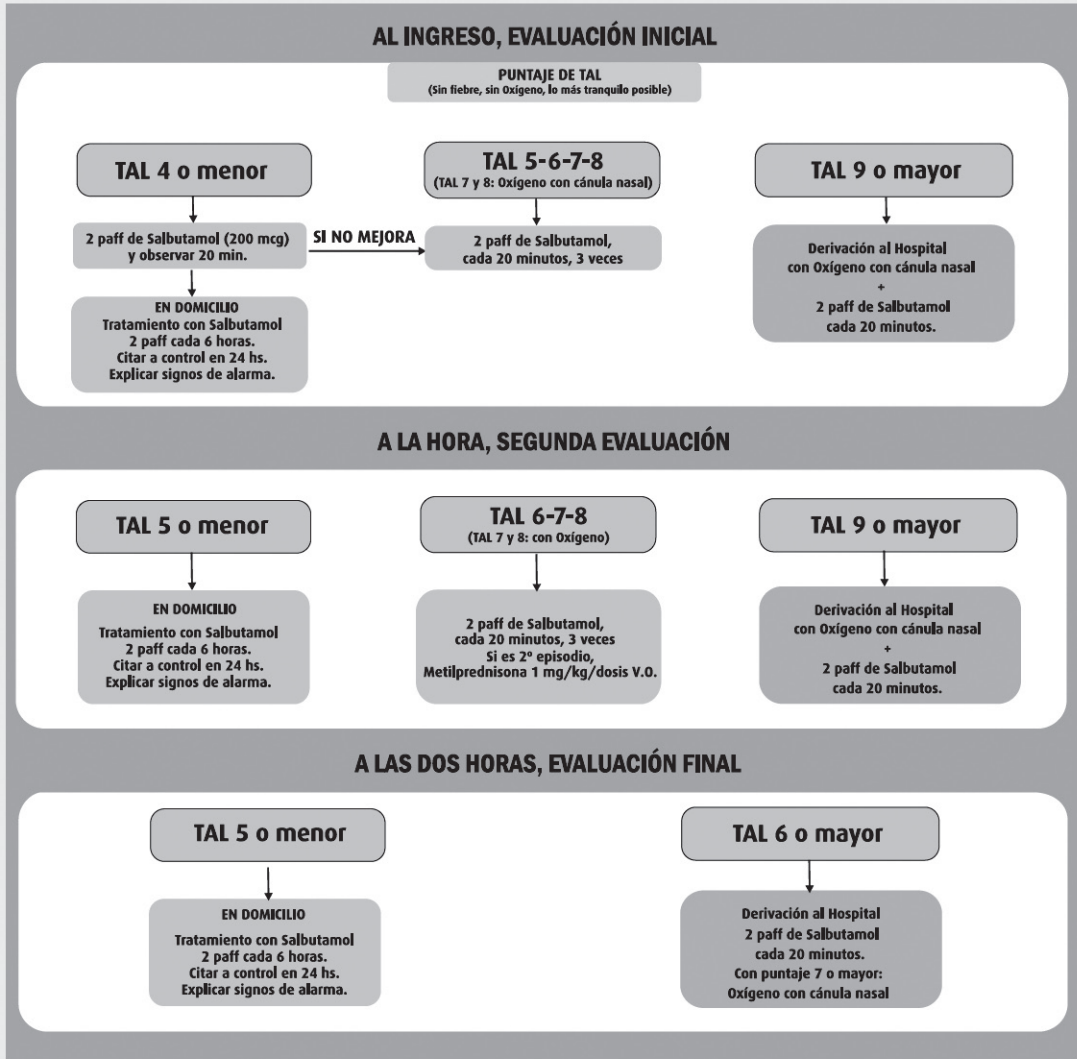 AL INGRESO, EVALUACIÓN INICIAL
PUNTAJE DE TAL
(Sin fiebre, sin Oxígeno, lo más tranquilo posible)
TAL 4 o menor
2 paff de Salbutamol (200 mcg)
y observar 20 min.
SI NO MEJORA
EN DOMICILIO
Tratamiento con Salbutamol
2 paff cada 6 horas.
Citar a control en 24 hs.
Explicar signos de alarma.
TAL 5-6-7-8
(TAL 7 y 8: Oxígeno con cánula nasal)
2 paff de Salbutamol,
cada 20 minutos, 3 veces
TAL 9 o mayor
Derivación al Hospital
con Oxígeno con cánula nasal
+
2 paff de Salbutamol
cada 20 minutos.
A LA HORA, SEGUNDA EVALUACIÓN
TAL 5 o menor
EN DOMICILIO
Tratamiento con Salbutamol
2 paff cada 6 horas.
Citar a control en 24 hs.
Explicar signos de alarma.
TAL 6-7-8
(TAL 7 y 8: con Oxígeno)
2 paff de Salbutamol,
cada 20 minutos, 3 veces
Si es 2º episodio,
Metilprednisona 1 mg/kg/dosis V.O.
TAL 9 o mayor
Derivación al Hospital
con Oxígeno con cánula nasal
+
2 paff de Salbutamol
cada 20 minutos.
A LAS DOS HORAS, EVALUACIÓN FINAL
TAL 5 o menor
EN DOMICILIO
Tratamiento con Salbutamol
2 paff cada 6 horas.
Citar a control en 24 hs.
Explicar signos de alarma.
TAL 6 o mayor
Derivación al Hospital
2 paff de Salbutamol
cada 20 minutos.
Con puntaje 7 o mayor:
Oxígeno con cánula nasal